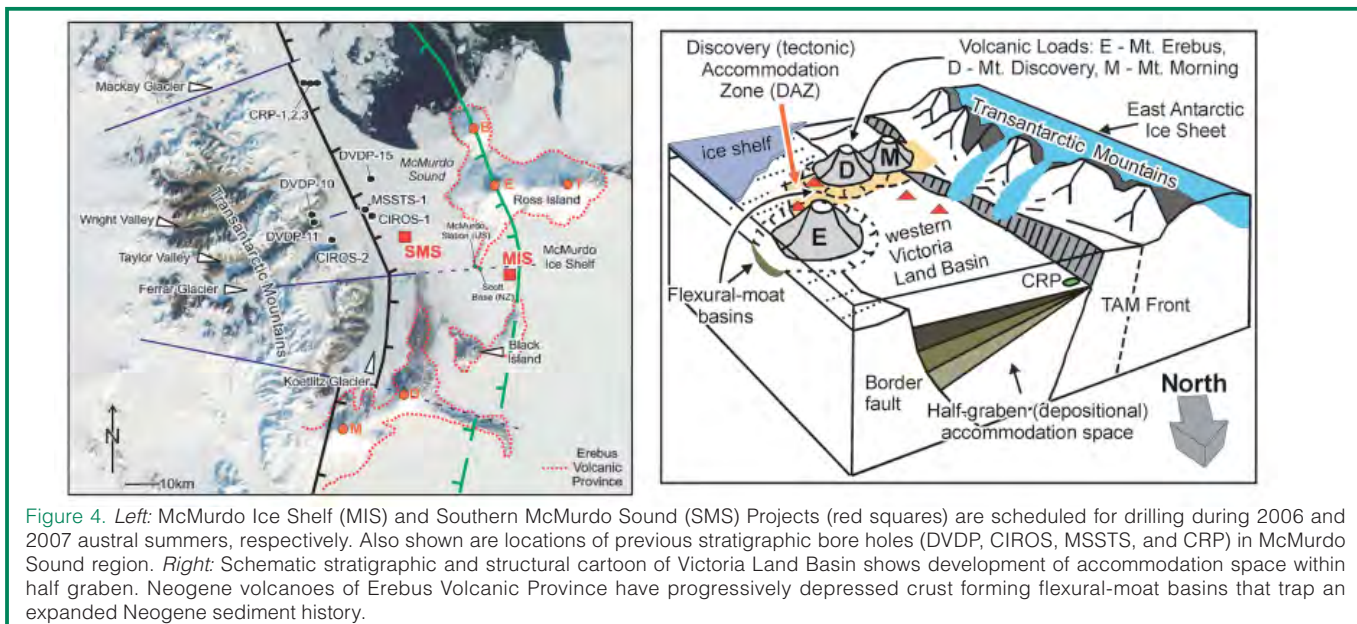 Mackay Glacier
CRP-1,2,3
DVDP-15
McMurdo
Sound
B
E
T
Ross Island
DVDP-10
MSSTS-1
CIROS-1
Wright Valley
DVDP-11
CIROS-2
SMS
McMurdo
Station (US)
McMurdo
Ice Shelf
MIS
Taylor Valley
Ferrar Glacier
Transantarctic Mountains
Scott
Base (NZ)
Black
Island
Koettlitz Glacier
D
M
N
10km
Erebus
Volcanic
Province
Discovery (tectonic)
Accommodation
Zone (DAZ)
Volcanic Loads: E - Mt. Erebus,
D - Mt. Discovery, M - Mt. Morning
East Antarctic
Ice Sheet
Transantarctic Mountains
ice shelf
D
M
E
western
Victoria
Land Basin
Flexural-moat
basins
CRP
TAM Front
Border
fault
Half-graben (depositional)
accommodation space
North
Figure 4. Left: McMurdo Ice Shelf (MIS) and Southern McMurdo Sound (SMS) Projects (red squares) are scheduled for drilling during 2006 and
2007 austral summers, respectively. Also shown are locations of previous stratigraphic bore holes (DVDP, CIROS, MSSTS, and CRP) in McMurdo
Sound region. Right: Schematic stratigraphic and structural cartoon of Victoria Land Basin shows development of accommodation space within
half graben. Neogene volcanoes of Erebus Volcanic Province have progressively depressed crust forming flexural-moat basins that trap an
expanded Neogene sediment history.